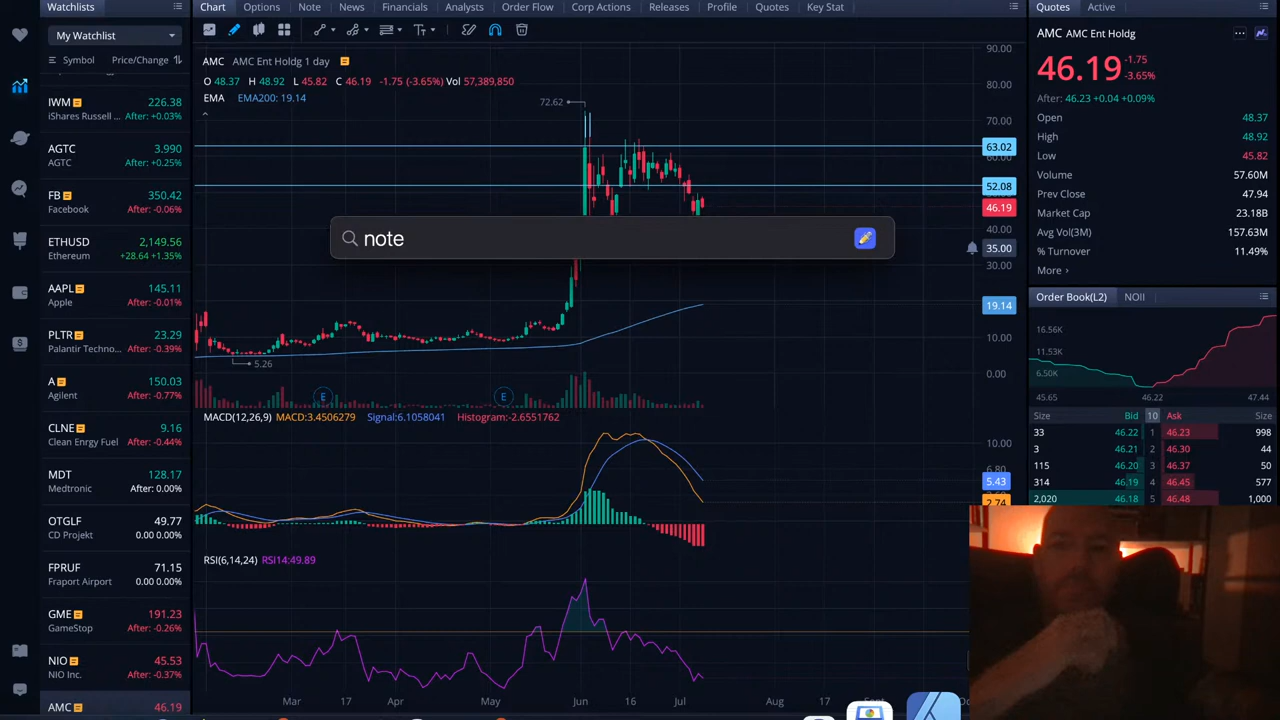 Watchlists
My Watchlist
Symbol Price/Change
IWM 226.38
iShares Russell ... After: +0.03%
AGTC 3.990
AGTC After: +0.25%
FB 350.42
Facebook After: -0.06%
ETHUSD 2,149.56
Ethereum +28.64 +1.35%
AAPL 145.11
Apple After: -0.01%
PLTR 23.29
Palantir Techno... After: -0.39%
A 150.03
Agilent After: -0.77%
CLNE 9.16
Clean Enrgy Fuel After: -0.44%
MDT 128.17
Medtronic After: 0.00%
OTGLF 49.77
CD Projekt 0.00 0.00%
FPRUF 71.15
Fraport Airport 0.00 0.00%
GME 191.23
GameStop After: -0.26%
NIO 45.53
NIO Inc. After: -0.37%
AMC 46.19
Chart Options Note News Financials Analysts Order Flow Corp Actions Releases Profile Quotes Key Stat
AMC AMC Ent Holdg 1 day
O 48.37 H 48.92 L 45.82 C 46.19 -1.75 (-3.65%) Vol 57,389,850
EMA EMA200: 19.14
72.62
5.26
note
E E
90.00
80.00
70.00
63.02
60.00
52.08
46.19
40.00
35.00
30.00
19.14
10.00
0.00
MACD(12,26,9) MACD:3.4506279 Signal:6.1058041 Histogram:-2.6551762
10.00
6.80
5.43
2.74
RSI(6,14,24) RSI14:49.89
Mar 17 Apr May Jun 16 Jul Aug 17
Quotes Active
AMC AMC Ent Holdg
46.19 -1.75
-3.65%
After: 46.23 +0.04 +0.09%
Open 48.37
High 48.92
Low 45.82
Volume 57.60M
Prev Close 47.94
Market Cap 23.18B
Avg Vol(3M) 157.63M
% Turnover 11.49%
More
Order Book(L2) NOII
16.56K
11.53K
6.50K
45.65 46.22 47.44
Size Bid 10 Ask Size
33 46.22 1 46.23 998
3 46.21 2 46.30 44
115 46.20 3 46.37 50
314 46.19 4 46.45 577
2,020 46.18 5 46.48 1,000